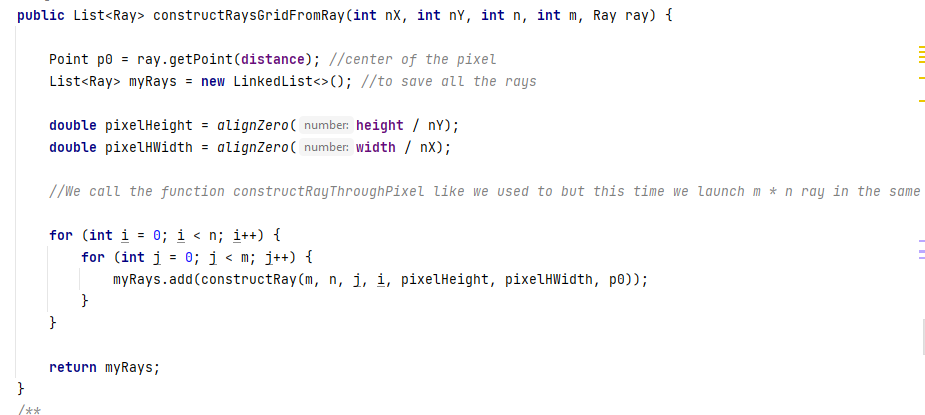 public List<Ray> constructRaysGridFromRay(int nX, int nY, int n, int m, Ray ray) {
Point p0 = ray.getPoint(distance); //center of the pixel
List<Ray> myRays = new LinkedList<>(); //to save all the rays
double pixelHeight = alignZero( number: height / nY);
double pixelHWidth = alignZero( number: width / nX);
//We call the function constructRayThroughPixel like we used to but this time we launch m * n ray in the same
for (int i = 0; i < n; i++) {
for (int j = 0; j < m; j++) {
myRays.add(constructRay(m, n, j, i, pixelHeight, pixelHWidth, p0));
}
}
return myRays;
}
/**